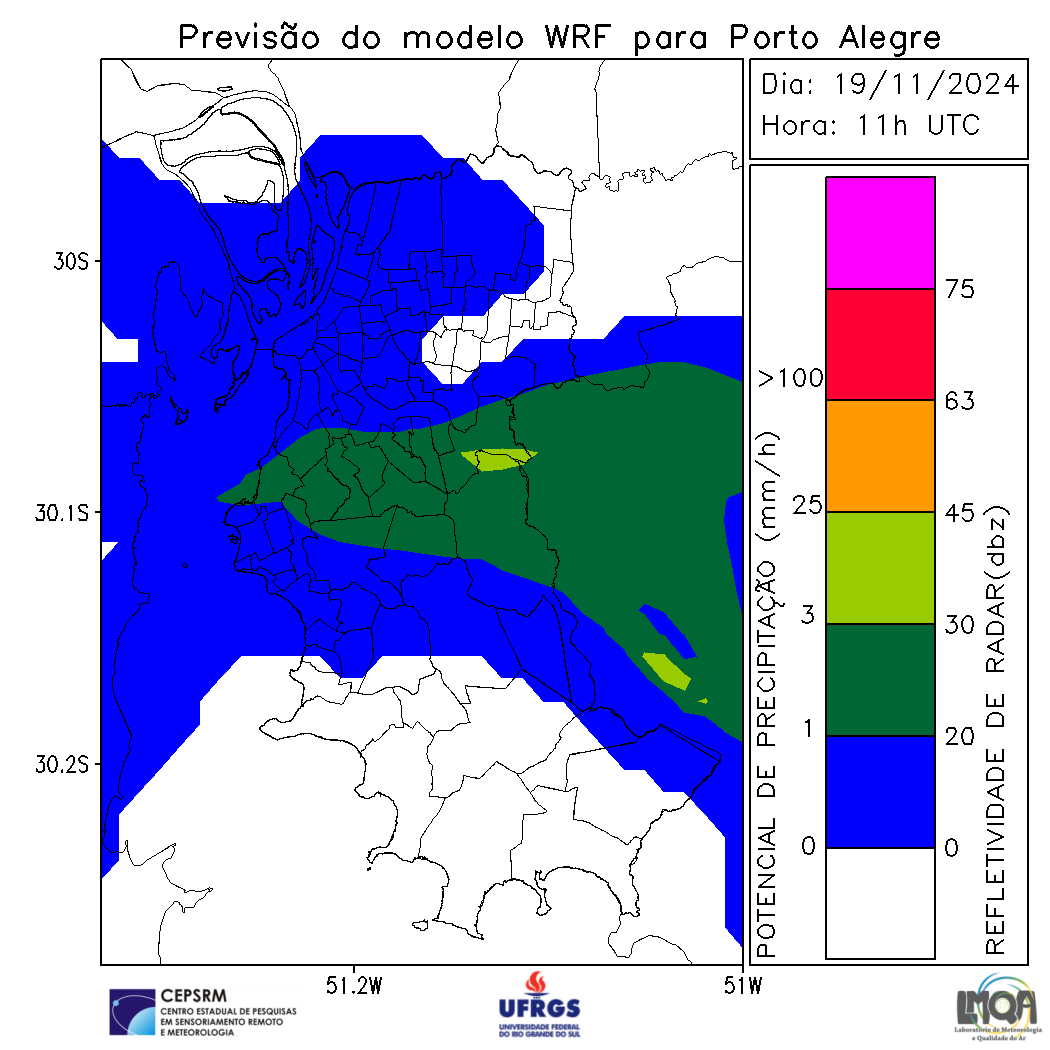 Previsão do modelo WRF para Porto Alegre
Dia: 19/11/2024
Hora: 11h UTC
30S
30.1S
30.2S
51.2W
51W
POTENCIAL DE PRECIPITAÇÃO (mm/h)
>100
25
3
1
0
75
63
45
30
20
0
REFLETIVIDADE DE RADAR(dbz)
CEPSRM
CENTRO ESTADUAL DE PESQUISAS
EM SENSORIAMENTO REMOTO
E METEOROLOGIA
UFRGS
UNIVERSIDADE FEDERAL
DO RIO GRANDE DO SUL
LMQA
Laboratório de Meteorologia
e Qualidade do Ar